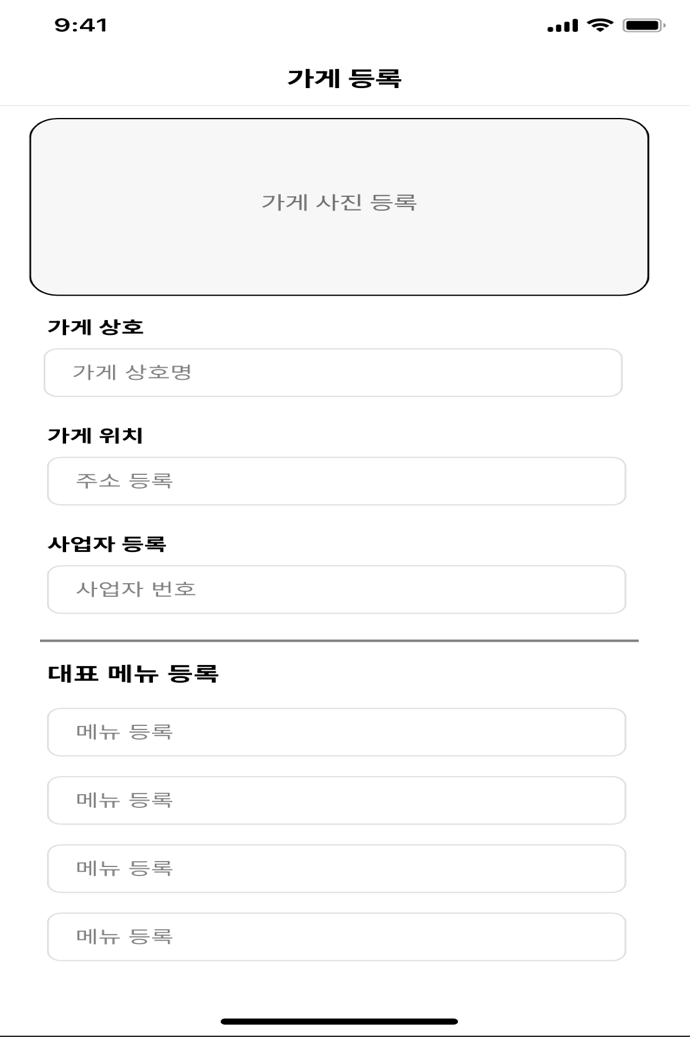 9:41
가게 등록
가게 사진 등록
가게 상호
가게 상호명
가게 위치
주소 등록
사업자 등록
사업자 번호
대표 메뉴 등록
메뉴 등록
메뉴 등록
메뉴 등록
메뉴 등록